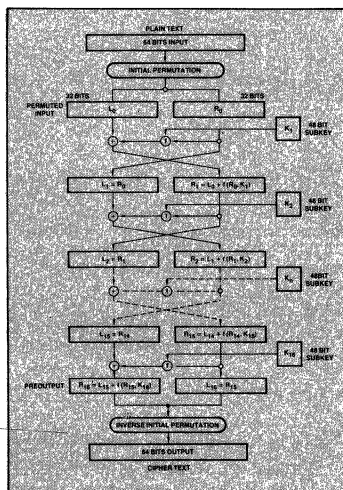 PLAIN TEXT
64 BITS INPUT
INITIAL PERMUTATION
32 BITS 32 BITS
PERMUTED INPUT L0 R0
K1 48 BIT SUBKEY
L1 = R0 R1 = L0 + f (R0, K1)
K2 48 BIT SUBKEY
L2 = R1 R2 = L1 + f (R1, K2)
48 BIT SUBKEY
L15 = R14 R15 = L14 + f (R14, K15)
K16 48 BIT SUBKEY
PREOUTPUT R16 = L15 + f (R15, K16) L16 = R15
INVERSE INITIAL PERMUTATION
64 BITS OUTPUT
CIPHER TEXT